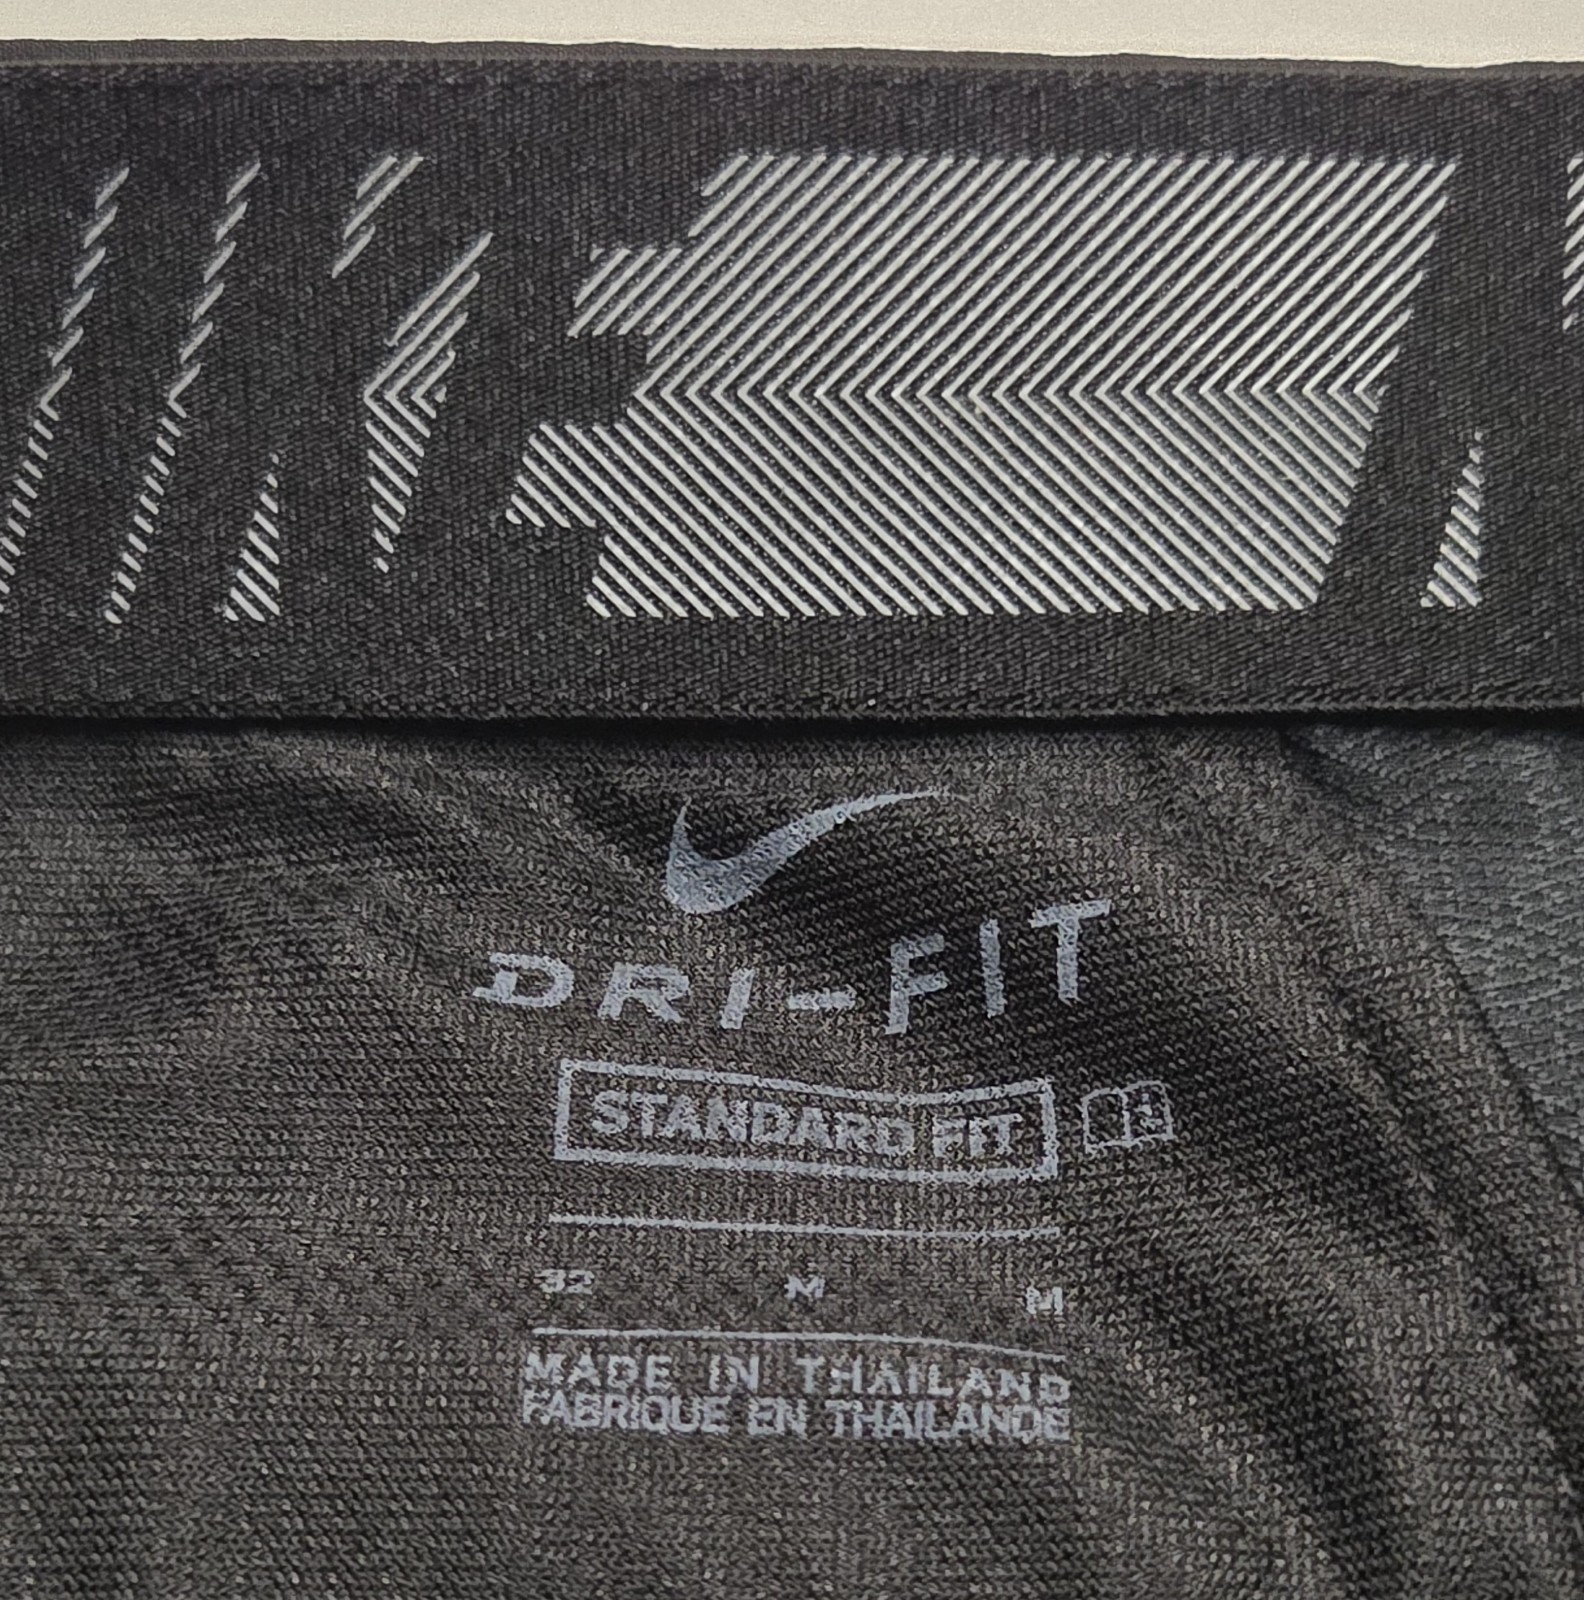 DRI-FIT
STANDARD FIT
32 M M
MADE IN THAILAND
FABRIQUE EN THAILANDE